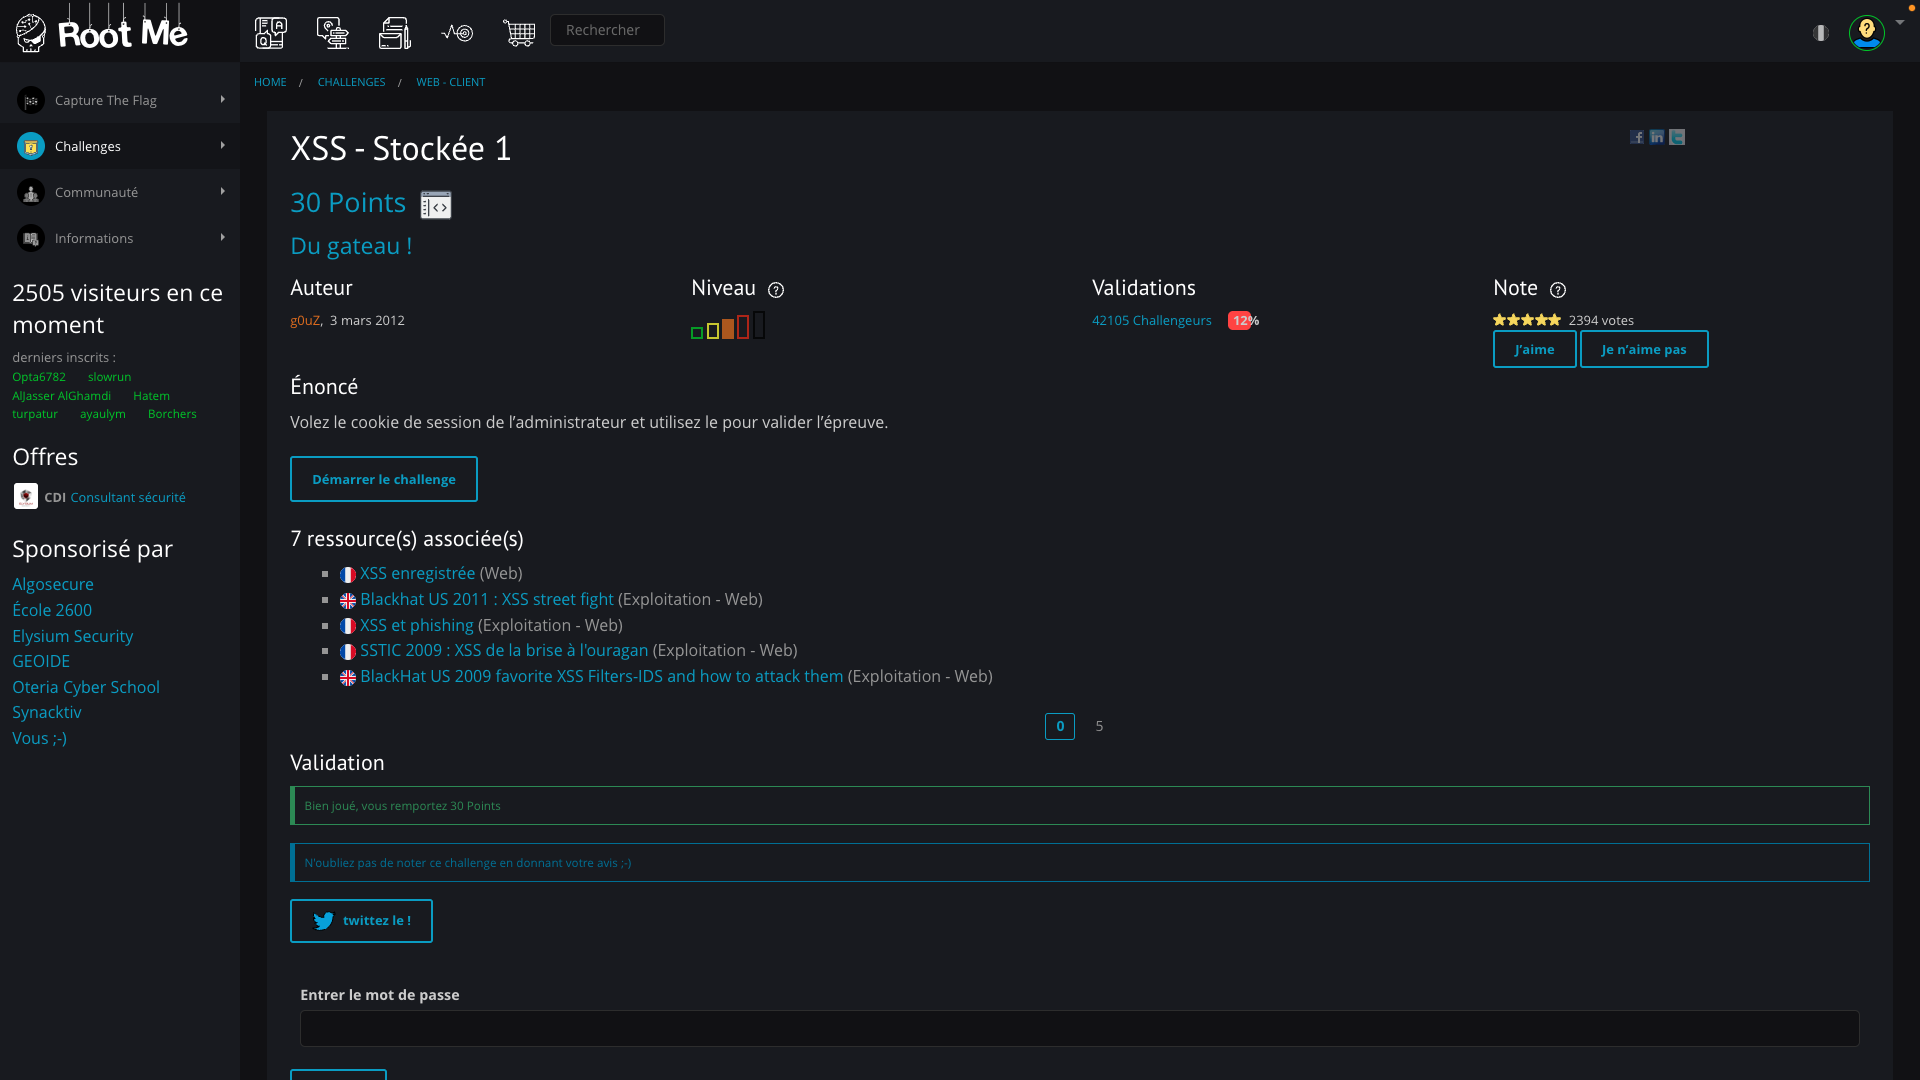 Root Me
Rechercher
Capture The Flag
Challenges
Communauté
Informations
2505 visiteurs en ce
moment
derniers inscrits :
Opta6782 slowrun
AlJasser AlGhamdi Hatem
turpatur ayaulym Borchers
Offres
CDI Consultant sécurité
Sponsorisé par
Algosecure
École 2600
Elysium Security
GEOIDE
Oteria Cyber School
Synacktiv
Vous ;-)
HOME / CHALLENGES / WEB - CLIENT
XSS - Stockée 1
30 Points
Du gateau !
Auteur
g0uZ, 3 mars 2012
Niveau
Validations
42105 Challengeurs 12%
Note
2394 votes
J’aime Je n’aime pas
Énoncé
Volez le cookie de session de l’administrateur et utilisez le pour valider l’épreuve.
Démarrer le challenge
7 ressource(s) associée(s)
XSS enregistrée (Web)
Blackhat US 2011 : XSS street fight (Exploitation - Web)
XSS et phishing (Exploitation - Web)
SSTIC 2009 : XSS de la brise à l'ouragan (Exploitation - Web)
BlackHat US 2009 favorite XSS Filters-IDS and how to attack them (Exploitation - Web)
0 5
Validation
Bien joué, vous remportez 30 Points
N'oubliez pas de noter ce challenge en donnant votre avis ;-)
twittez le !
Entrer le mot de passe